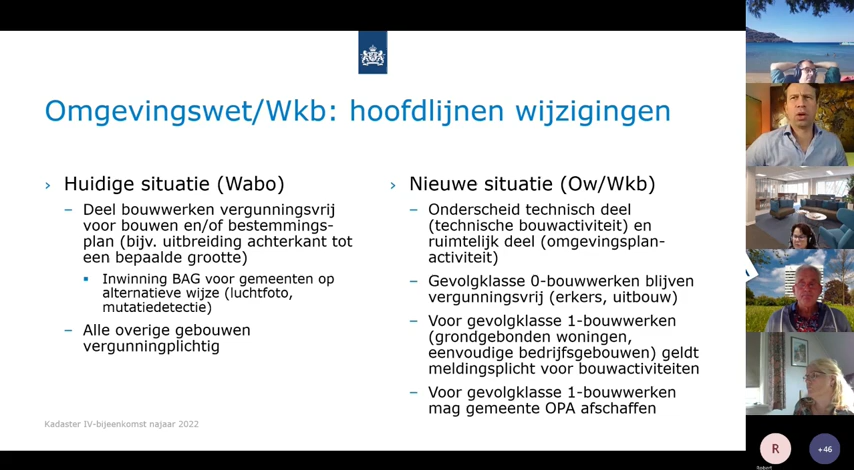 Omgevingswet/Wkb: hoofdlijnen wijzigingen
› Huidige situatie (Wabo)
– Deel bouwwerken vergunningsvrij
voor bouwen en/of bestemmings-
plan (bijv. uitbreiding achterkant tot
een bepaalde grootte)
▪ Inwinning BAG voor gemeenten op
alternatieve wijze (luchtfoto,
mutatiedetectie)
– Alle overige gebouwen
vergunningplichtig
› Nieuwe situatie (Ow/Wkb)
– Onderscheid technisch deel
(technische bouwactiviteit) en
ruimtelijk deel (omgevingsplan-
activiteit)
– Gevolgklasse 0-bouwwerken blijven
vergunningsvrij (erkers, uitbouw)
– Voor gevolgklasse 1-bouwwerken
(grondgebonden woningen,
eenvoudige bedrijfsgebouwen) geldt
meldingsplicht voor bouwactiviteiten
– Voor gevolgklasse 1-bouwwerken
mag gemeente OPA afschaffen
Kadaster IV-bijeenkomst najaar 2022
R
+46
Robert